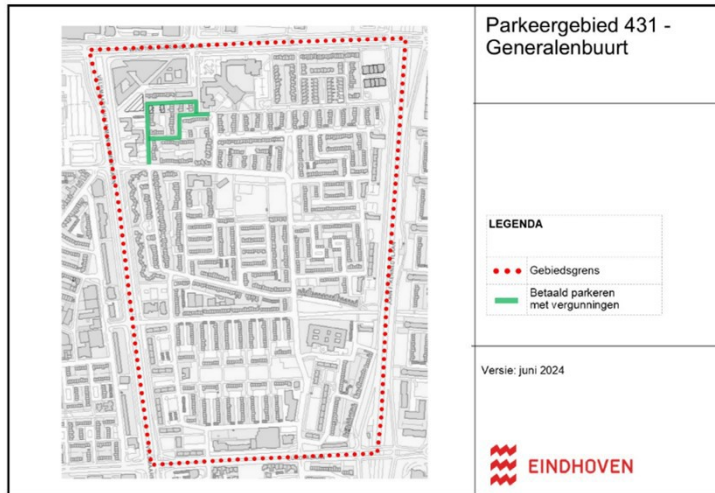 Parkeergebied 431 -
Generalenbuurt
LEGENDA
Gebiedsgrens
Betaald parkeren
met vergunningen
Versie: juni 2024
EINDHOVEN